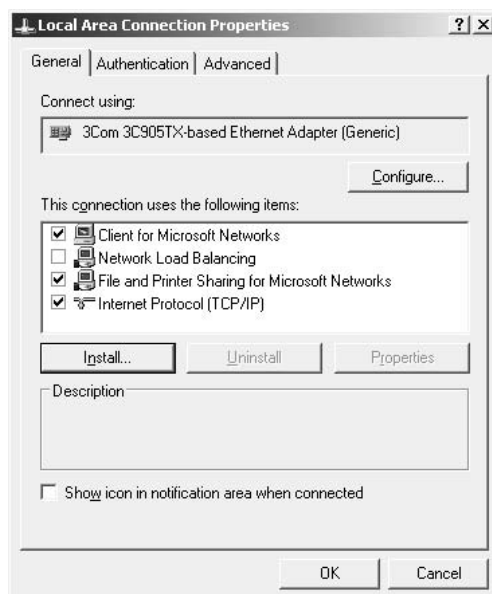 Local Area Connection Properties
General Authentication Advanced
Connect using:
3Com 3C905TX-based Ethernet Adapter (Generic)
Configure...
This connection uses the following items:
Client for Microsoft Networks
Network Load Balancing
File and Printer Sharing for Microsoft Networks
Internet Protocol (TCP/IP)
Install... Uninstall Properties
Description
Show icon in notification area when connected
OK Cancel